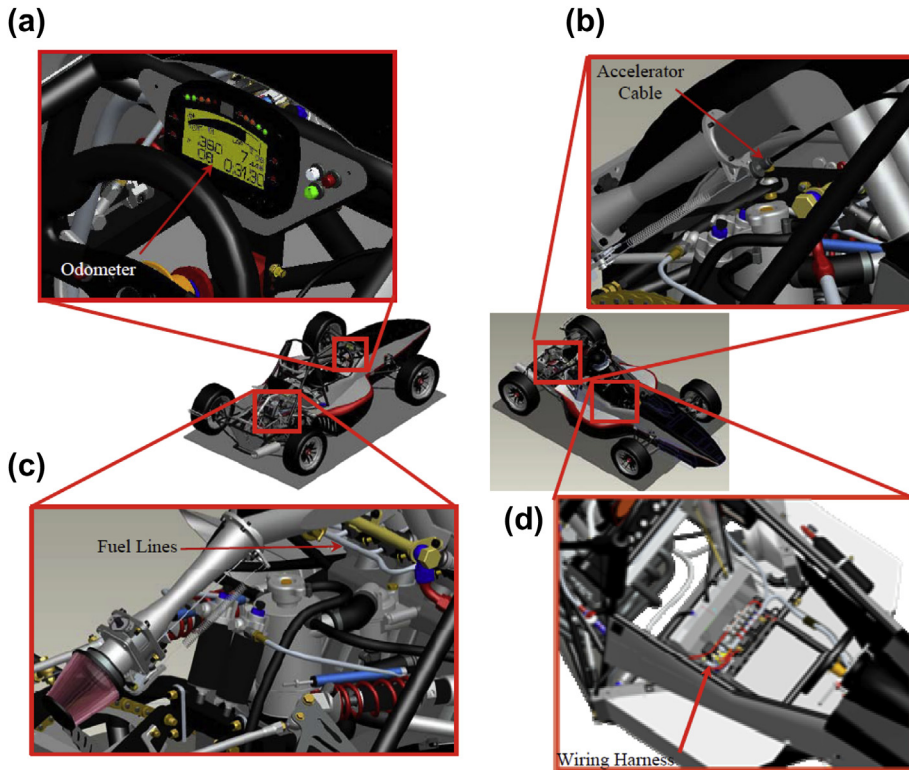 (a)
Odometer
(b)
Accelerator
Cable
(c)
Fuel Lines
(d)
Wiring Harness